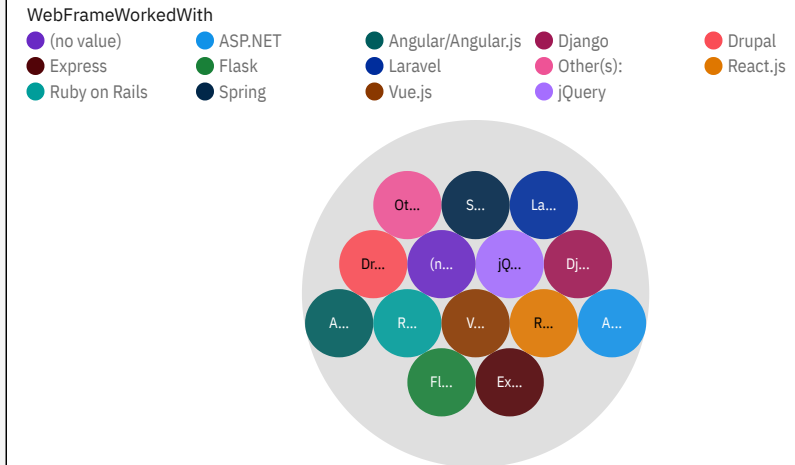 WebFrameWorkedWith
(no value) ASP.NET Angular/Angular.js Django Drupal
Express Flask Laravel Other(s): React.js
Ruby on Rails Spring Vue.js jQuery
Ot... S... La...
Dr... (n... jQ... Dj...
A... R... V... R... A...
Fl... Ex...